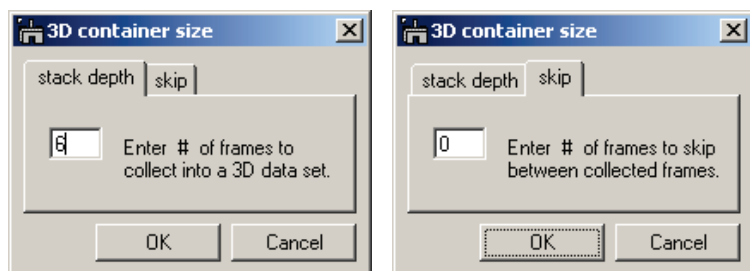 3D container size
stack depth skip
6 Enter # of frames to
collect into a 3D data set.
OK Cancel
3D container size
stack depth skip
0 Enter # of frames to skip
between collected frames.
OK Cancel